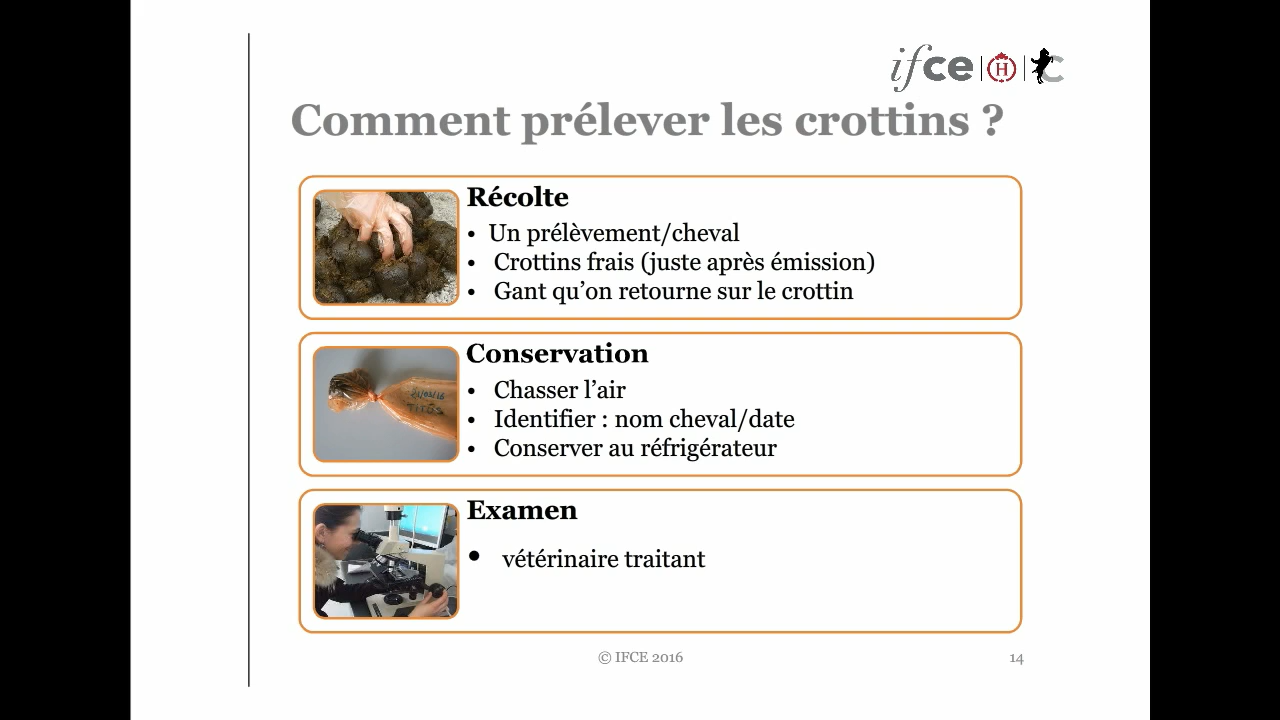 ifce | H | C
Comment prélever les crottins ?
Récolte
• Un prélèvement/cheval
• Crottins frais (juste après émission)
• Gant qu’on retourne sur le crottin
Conservation
• Chasser l’air
• Identifier : nom cheval/date
• Conserver au réfrigérateur
TITUS
Examen
• vétérinaire traitant
© IFCE 2016
14